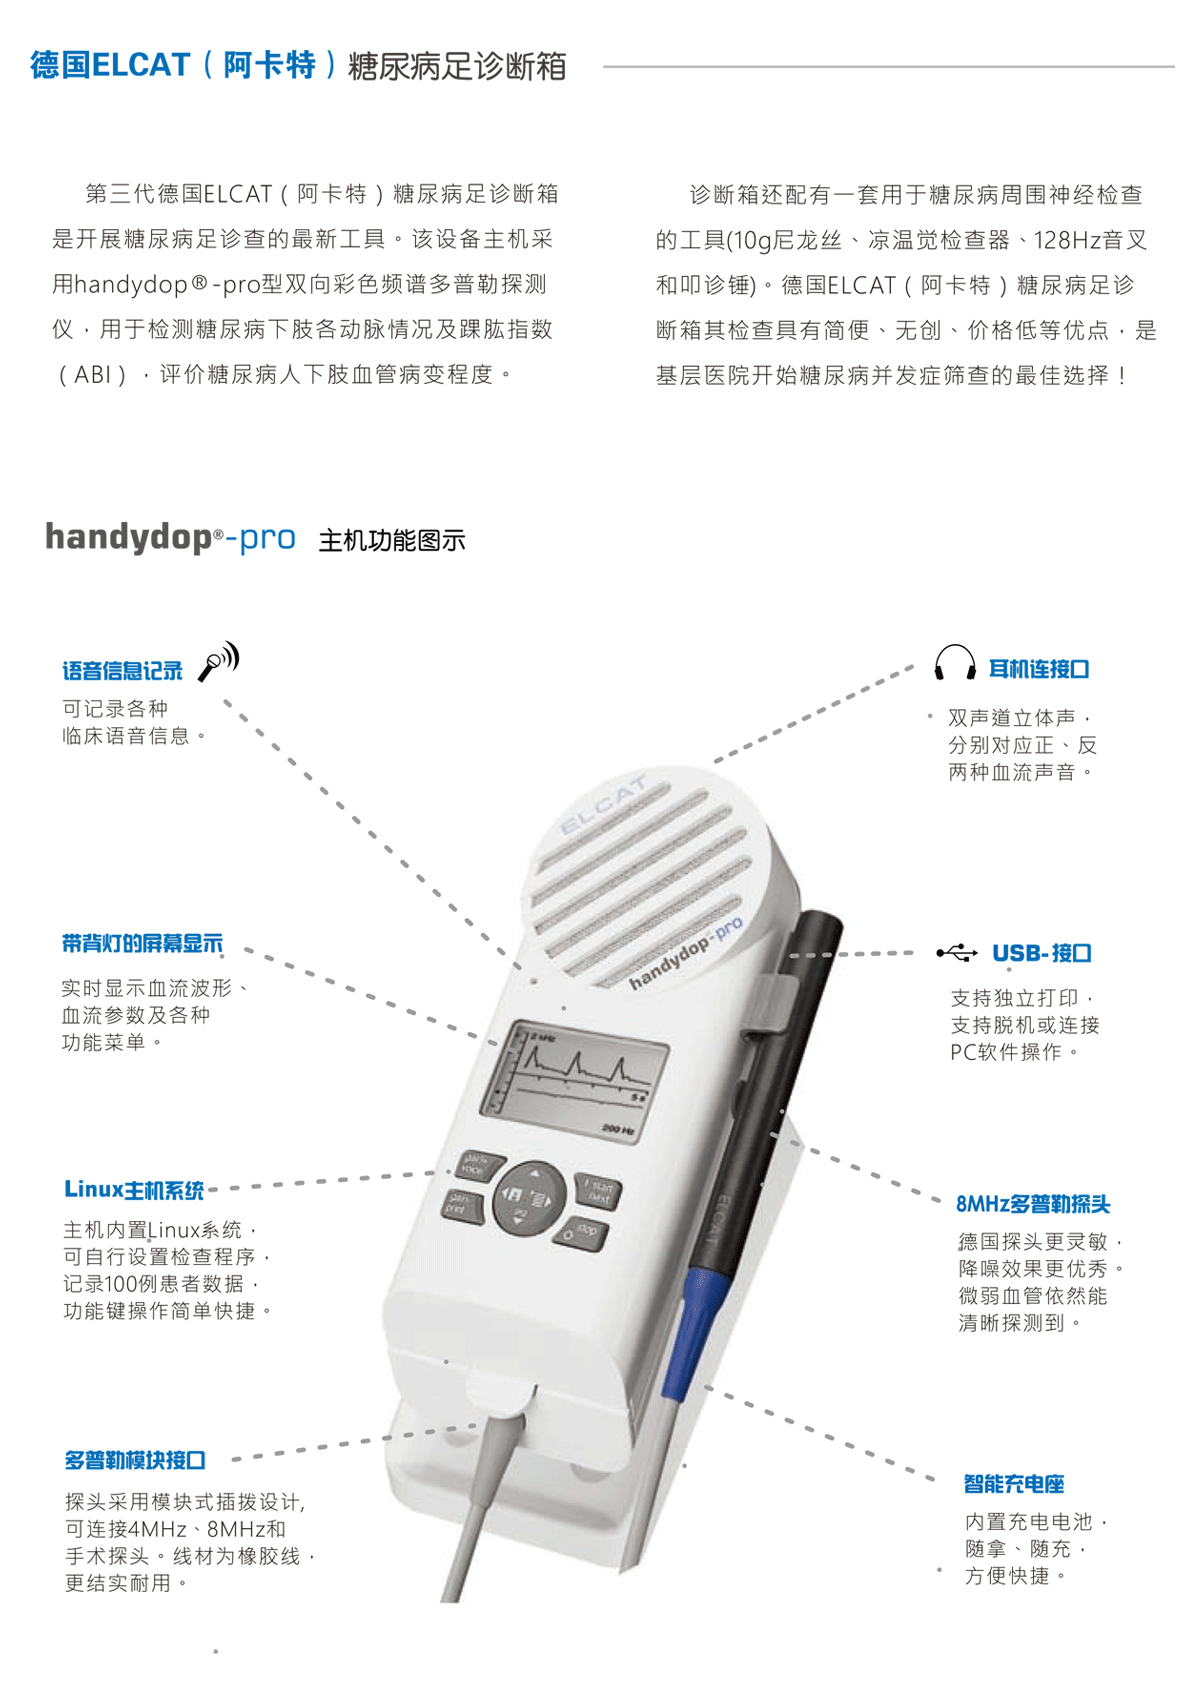 德国ELCAT（阿卡特）糖尿病足诊断箱
第三代德国ELCAT（阿卡特）糖尿病足诊断箱
是开展糖尿病足诊查的最新工具。该设备主机采
用handydop®-pro型双向彩色频谱多普勒探测
仪，用于检测糖尿病下肢各动脉情况及踝肱指数
（ABI），评价糖尿病人下肢血管病变程度。
诊断箱还配有一套用于糖尿病周围神经检查
的工具(10g尼龙丝、凉温觉检查器、128Hz音叉
和叩诊锤)。德国ELCAT（阿卡特）糖尿病足诊
断箱其检查具有简便、无创、价格低等优点，是
基层医院开始糖尿病并发症筛查的最佳选择！
handydop®-pro 主机功能图示
语音信息记录
可记录各种
临床语音信息。
带背灯的屏幕显示
实时显示血流波形、
血流参数及各种
功能菜单。
Linux主机系统
主机内置Linux系统，
可自行设置检查程序，
记录100例患者数据，
功能键操作简单快捷。
多普勒模块接口
探头采用模块式插拨设计,
可连接4MHz、8MHz和
手术探头。线材为橡胶线，
更结实耐用。
耳机连接口
双声道立体声，
分别对应正、反
两种血流声音。
USB-接口
支持独立打印，
支持脱机或连接
PC软件操作。
8MHz多普勒探头
德国探头更灵敏，
降噪效果更优秀。
微弱血管依然能
清晰探测到。
智能充电座
内置充电电池，
随拿、随充，
方便快捷。
ELCAT
handydop®-pro
2 kHz
5 s
200 Hz
voice
print
start
next
stop
ELCAT